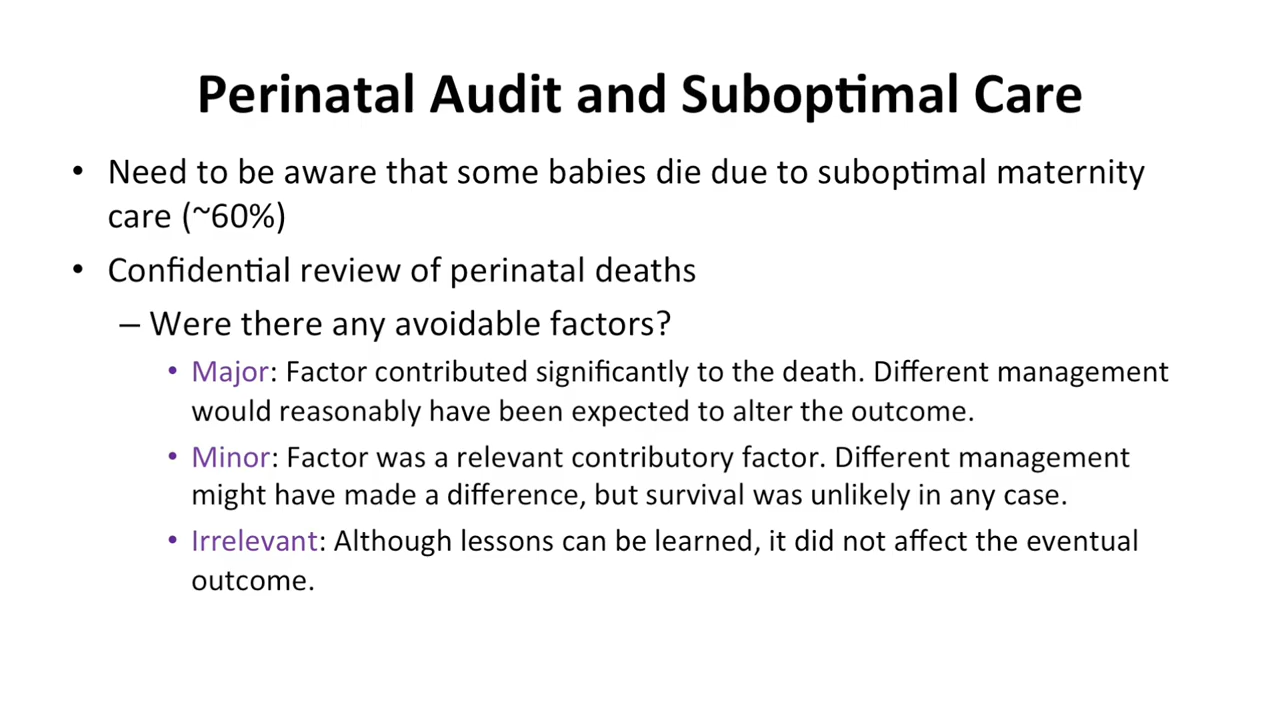 Perinatal Audit and Suboptimal Care
• Need to be aware that some babies die due to suboptimal maternity
care (~60%)
• Confidential review of perinatal deaths
– Were there any avoidable factors?
• Major: Factor contributed significantly to the death. Different management
would reasonably have been expected to alter the outcome.
• Minor: Factor was a relevant contributory factor. Different management
might have made a difference, but survival was unlikely in any case.
• Irrelevant: Although lessons can be learned, it did not affect the eventual
outcome.